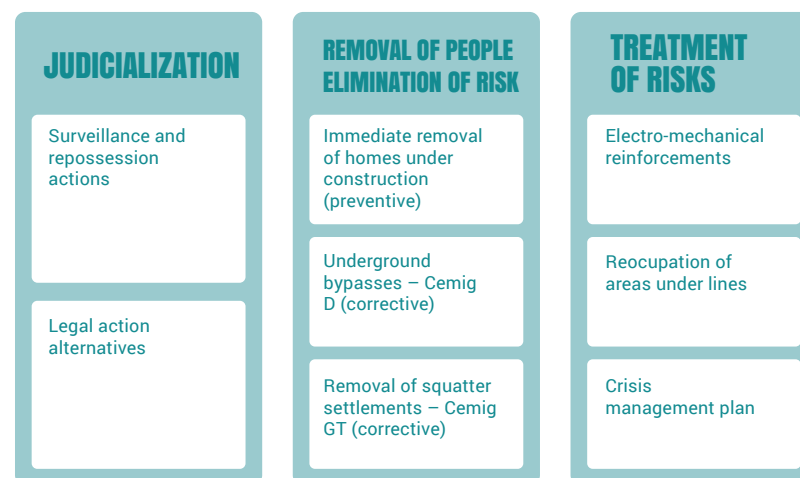 JUDICIALIZATION
Surveillance and
repossession
actions
Legal action
alternatives
REMOVAL OF PEOPLE
ELIMINATION OF RISK
Immediate removal
of homes under
construction
(preventive)
Underground
bypasses – Cemig
D (corrective)
Removal of squatter
settlements – Cemig
GT (corrective)
TREATMENT
OF RISKS
Electro-mechanical
reinforcements
Reocupation of
areas under lines
Crisis
management plan